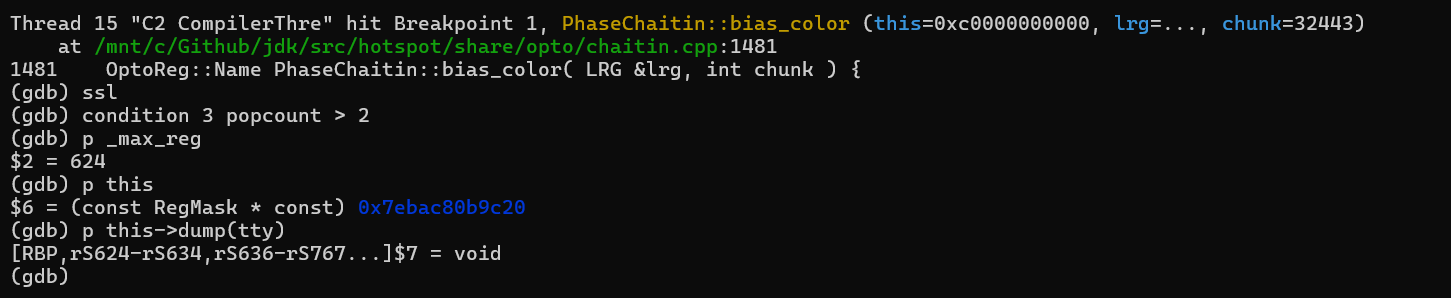 Thread 15 "C2 CompilerThre" hit Breakpoint 1, PhaseChaitin::bias_color (this=0xc0000000000, lrg=..., chunk=32443)
    at /mnt/c/Github/jdk/src/hotspot/share/opto/chaitin.cpp:1481
1481    OptoReg::Name PhaseChaitin::bias_color( LRG &lrg, int chunk ) {
(gdb) ssl
(gdb) condition 3 popcount > 2
(gdb) p _max_reg
$2 = 624
(gdb) p this
$6 = (const RegMask * const) 0x7ebac80b9c20
(gdb) p this->dump(tty)
[RBP,rS624-rS634,rS636-rS767...]$7 = void
(gdb)